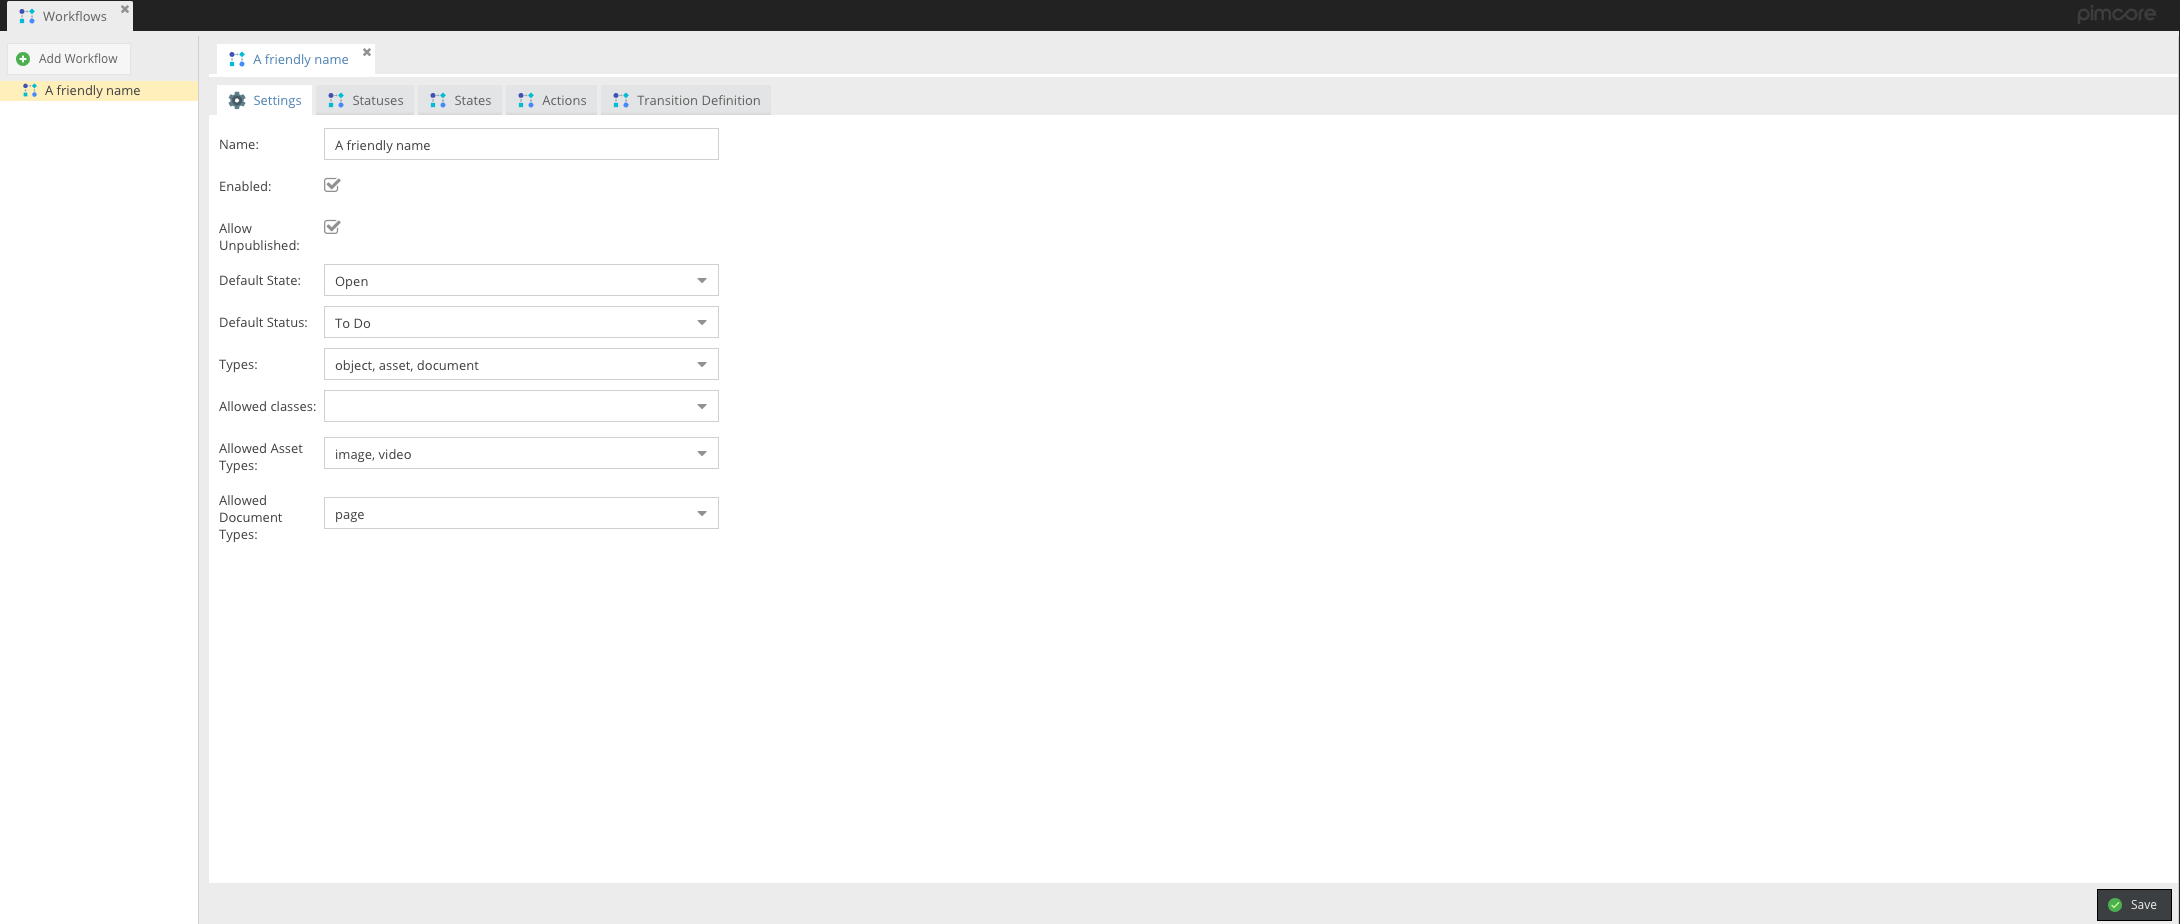 Workflows
pimcore
Add Workflow
A friendly name
A friendly name
Settings
Statuses
States
Actions
Transition Definition
Name:
A friendly name
Enabled:
Allow
Unpublished:
Default State:
Open
Default Status:
To Do
Types:
object, asset, document
Allowed classes:
Allowed Asset
Types:
image, video
Allowed
Document
Types:
page
Save